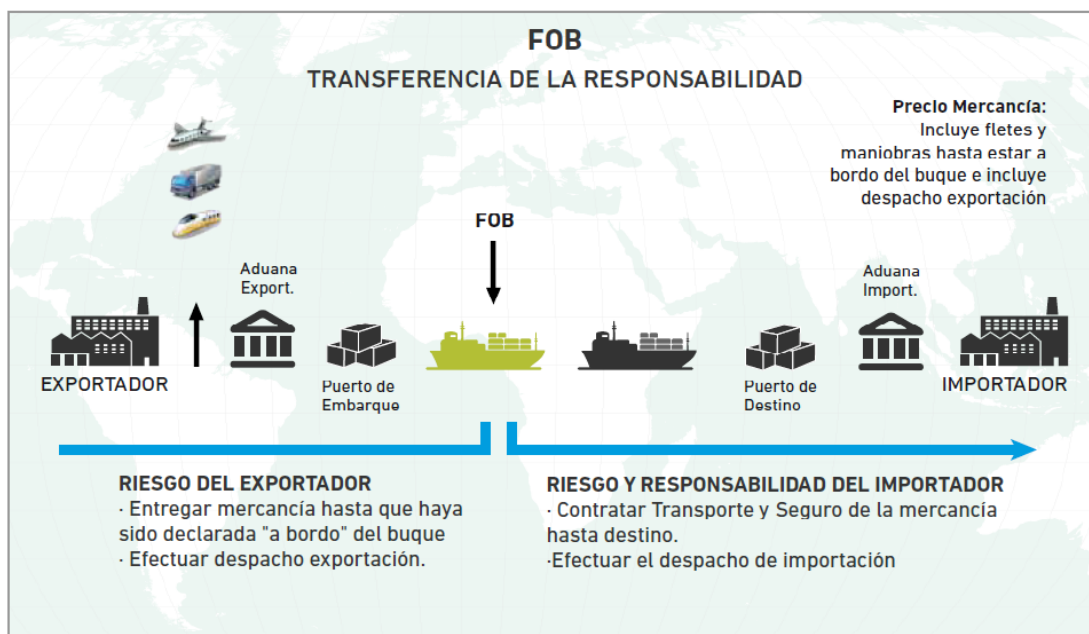 FOB
TRANSFERENCIA DE LA RESPONSABILIDAD
Precio Mercancía:
Incluye fletes y
maniobras hasta estar a
bordo del buque e incluye
despacho exportación
FOB
Aduana
Export.
Aduana
Import.
EXPORTADOR
Puerto de
Embarque
Puerto de
Destino
IMPORTADOR
RIESGO DEL EXPORTADOR
· Entregar mercancía hasta que haya
sido declarada "a bordo" del buque
· Efectuar despacho exportación.
RIESGO Y RESPONSABILIDAD DEL IMPORTADOR
· Contratar Transporte y Seguro de la mercancía
hasta destino.
·Efectuar el despacho de importación